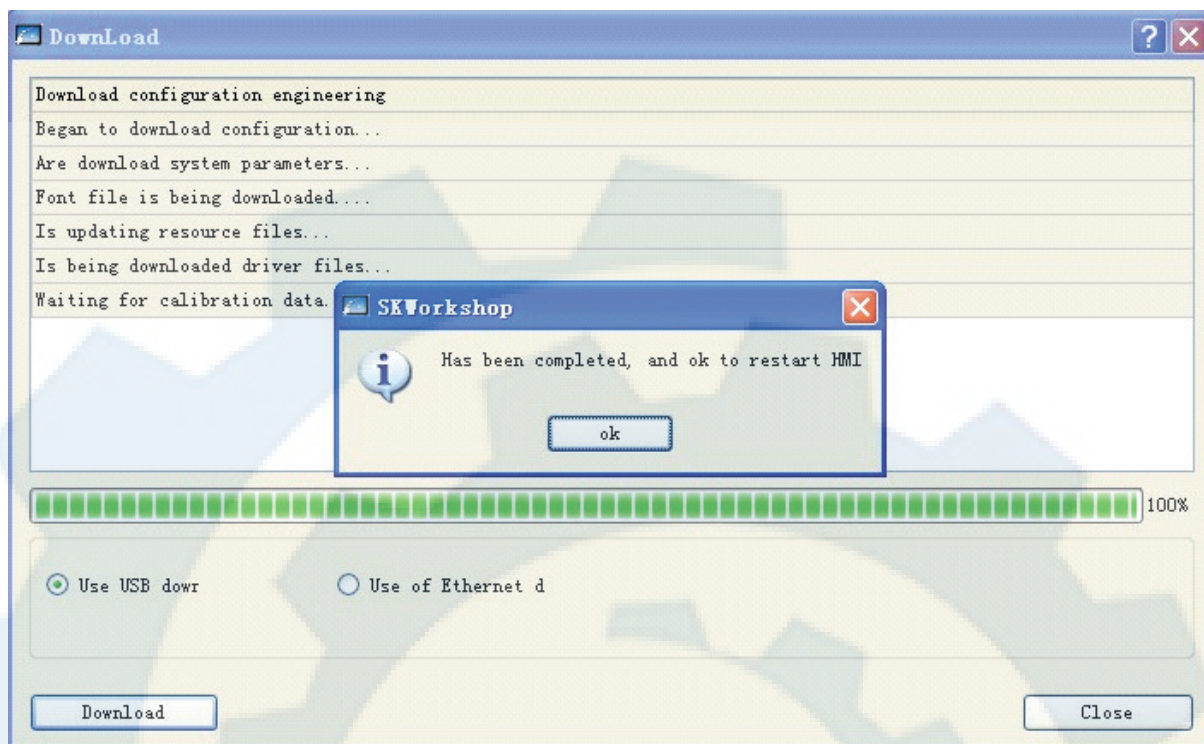 DownLoad
Download configuration engineering
Began to download configuration...
Are download system parameters...
Font file is being downloaded....
Is updating resource files...
Is being downloaded driver files...
Waiting for calibration data.
SKWorkshop
Has been completed, and ok to restart HMI
ok
100%
Use USB dowr
Use of Ethernet d
Download
Close